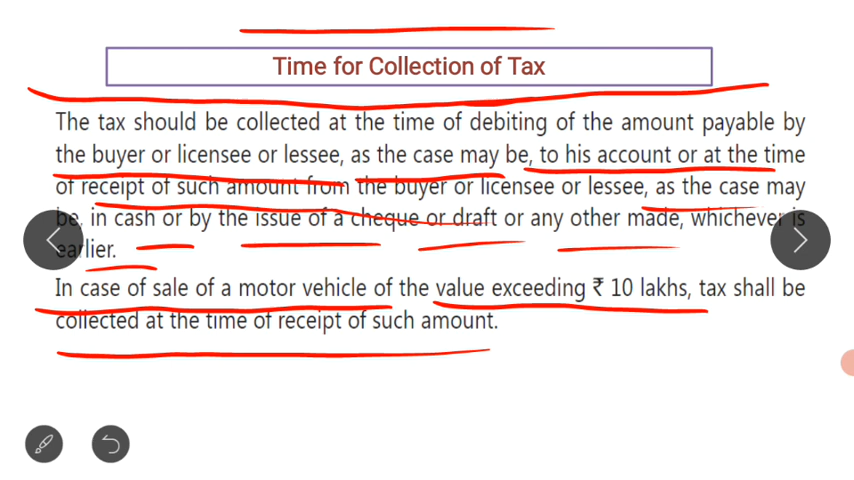 Time for Collection of Tax
The tax should be collected at the time of debiting of the amount payable by
the buyer or licensee or lessee, as the case may be, to his account or at the time
of receipt of such amount from the buyer or licensee or lessee, as the case may
be, in cash or by the issue of a cheque or draft or any other made, whichever is
earlier.
In case of sale of a motor vehicle of the value exceeding ₹ 10 lakhs, tax shall be
collected at the time of receipt of such amount.